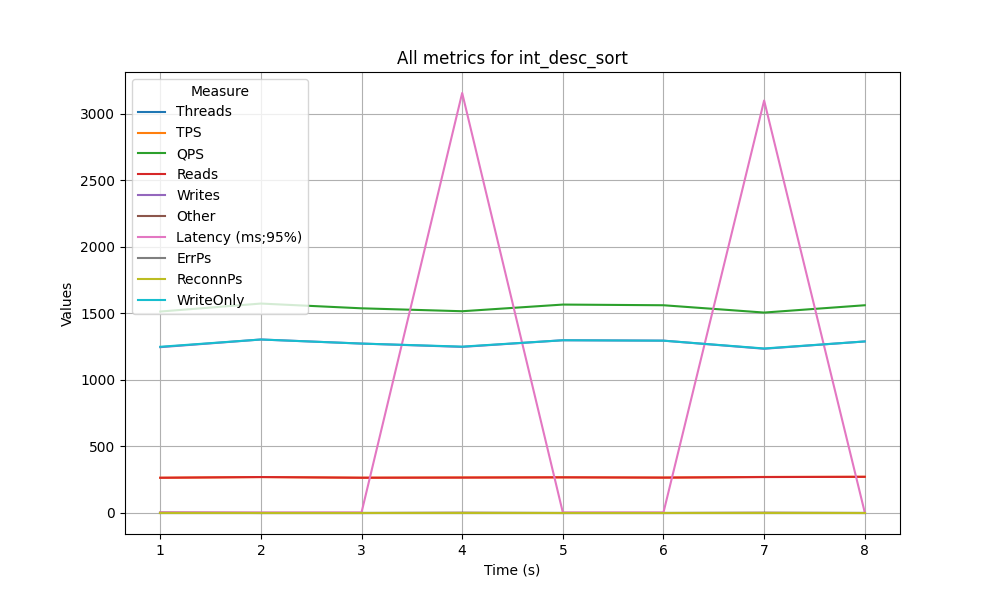 All metrics for int_desc_sort
Measure
Threads
TPS
QPS
Reads
Writes
Other
Latency (ms;95%)
ErrPs
ReconnPs
WriteOnly
Values
3000
2500
2000
1500
1000
500
0
1 2 3 4 5 6 7 8
Time (s)